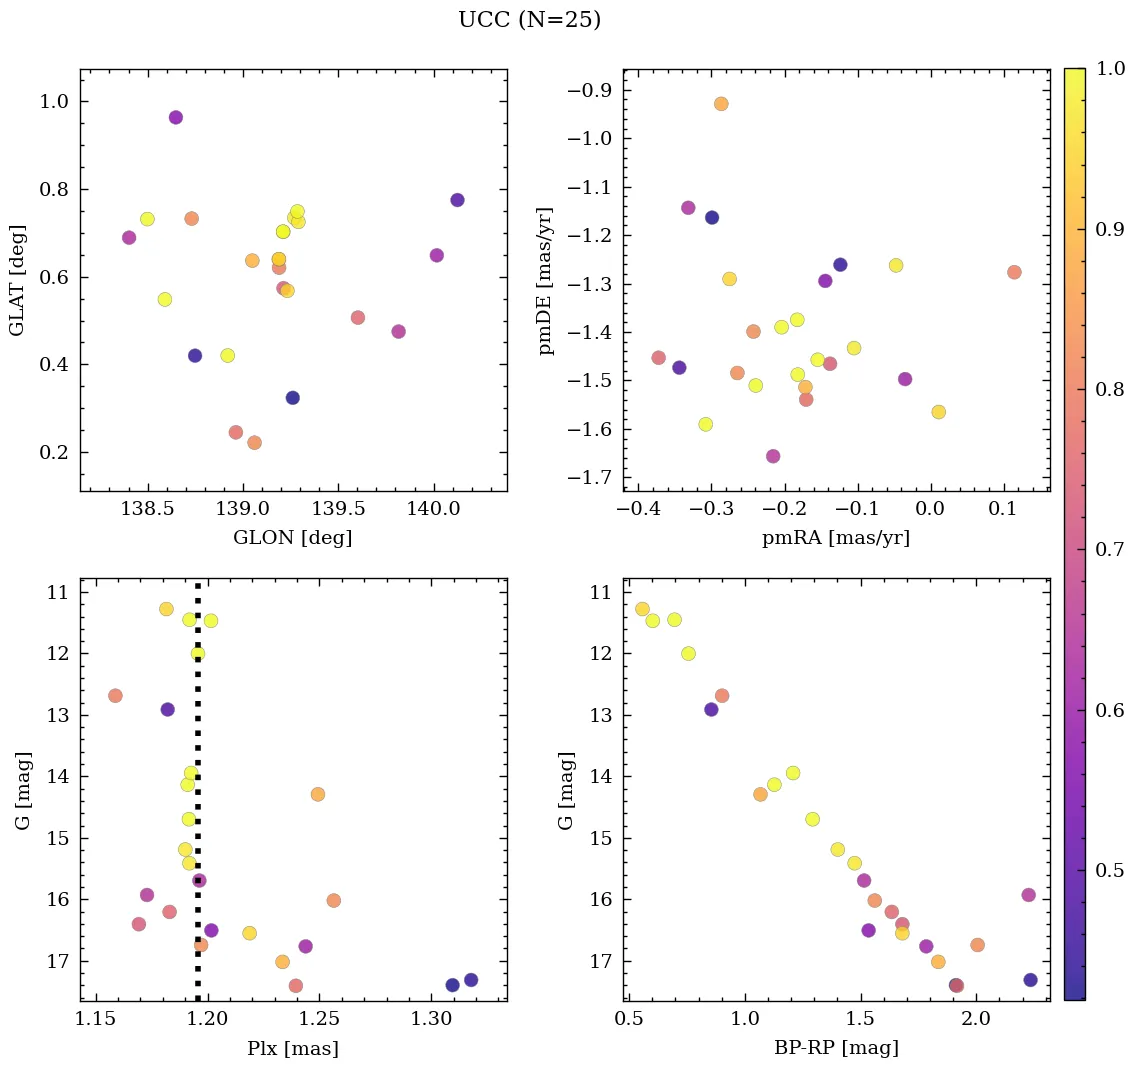 UCC (N=25)
1.0
0.8
0.6
0.4
0.2
GLAT [deg]
138.5 139.0 139.5 140.0
GLON [deg]
−0.9
−1.0
−1.1
−1.2
−1.3
−1.4
−1.5
−1.6
−1.7
pmDE [mas/yr]
−0.4 −0.3 −0.2 −0.1 0.0 0.1
pmRA [mas/yr]
11
12
13
14
15
16
17
G [mag]
1.15 1.20 1.25 1.30
Plx [mas]
11
12
13
14
15
16
17
G [mag]
0.5 1.0 1.5 2.0
BP-RP [mag]
1.0
0.9
0.8
0.7
0.6
0.5